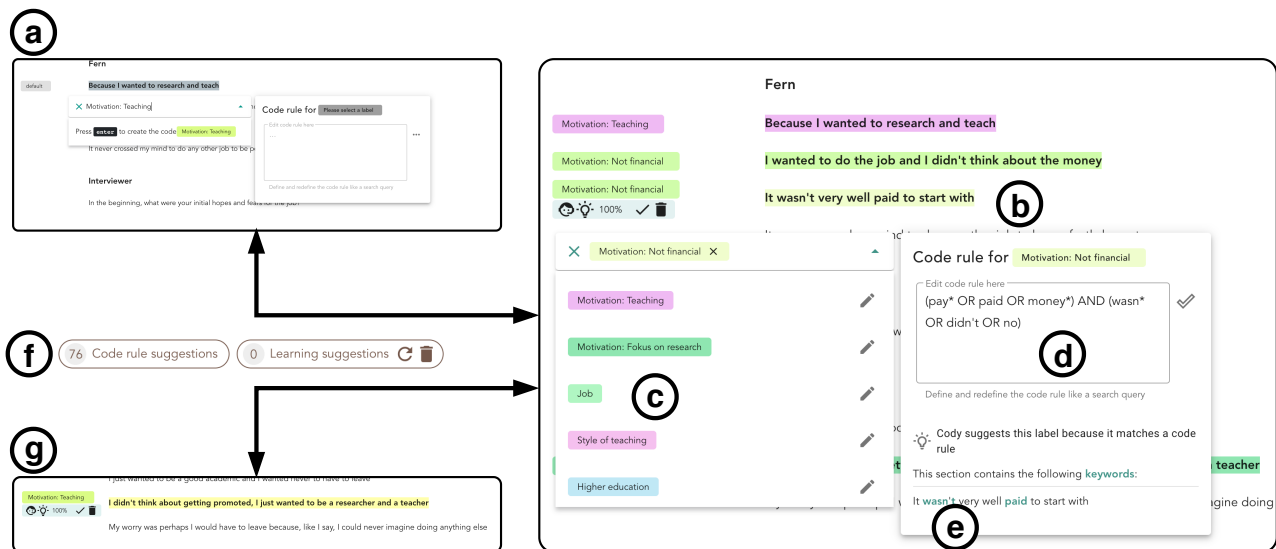 a
Fern
default
Because I wanted to research and teach
Motivation: Teaching
Press enter to create the code Motivation: Teaching
It never crossed my mind to do any other job to be
Interviewer
In the beginning, what were your initial hopes and fears for the job?
Code rule for Please select a label
Edit code rule here
...
Define and redefine the code rule like a search query
f
76 Code rule suggestions
0 Learning suggestions
g
I just wanted to be a good academic and I wanted never to have to leave
Motivation: Teaching
100%
I didn't think about getting promoted, I just wanted to be a researcher and a teacher
My worry was perhaps I would have to leave because, like I say, I could never imagine doing anything else
Fern
Motivation: Teaching
Because I wanted to research and teach
Motivation: Not financial
I wanted to do the job and I didn't think about the money
Motivation: Not financial
100%
It wasn't very well paid to start with
b
Motivation: Not financial
Motivation: Teaching
Motivation: Fokus on research
Job
Style of teaching
Higher education
c
Code rule for Motivation: Not financial
Edit code rule here
(pay* OR paid OR money*) AND (wasn*
OR didn't OR no)
d
Define and redefine the code rule like a search query
Cody suggests this label because it matches a code
rule
This section contains the following keywords:
It wasn't very well paid to start with
e
teacher
doing